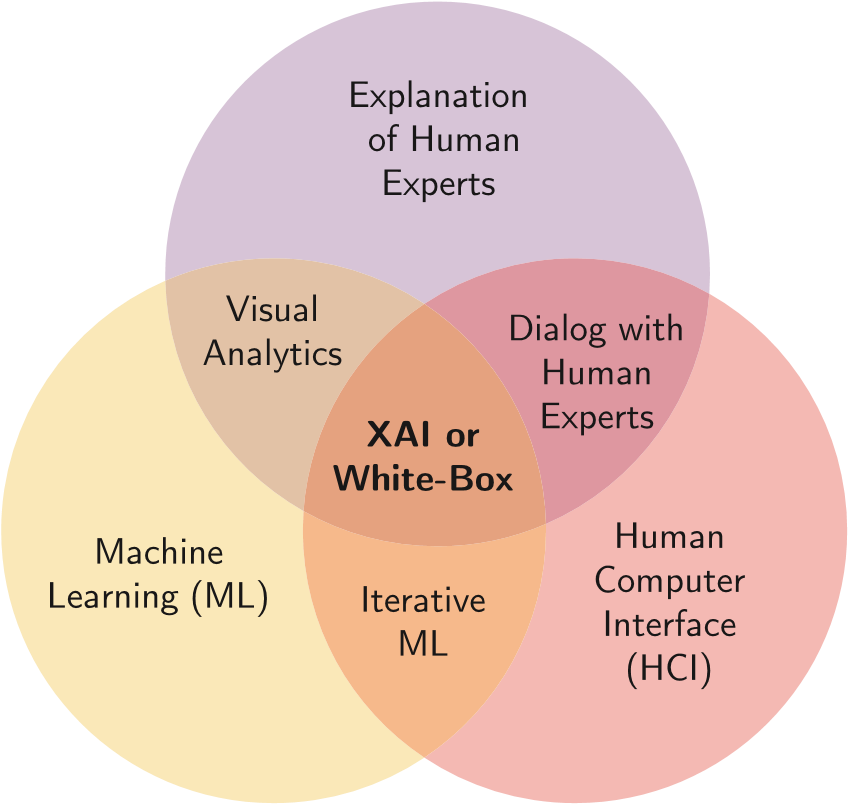 Explanation
of Human
Experts
Visual
Analytics
Dialog with
Human
Experts
XAI or
White-Box
Machine
Learning (ML)
Iterative
ML
Human
Computer
Interface
(HCI)